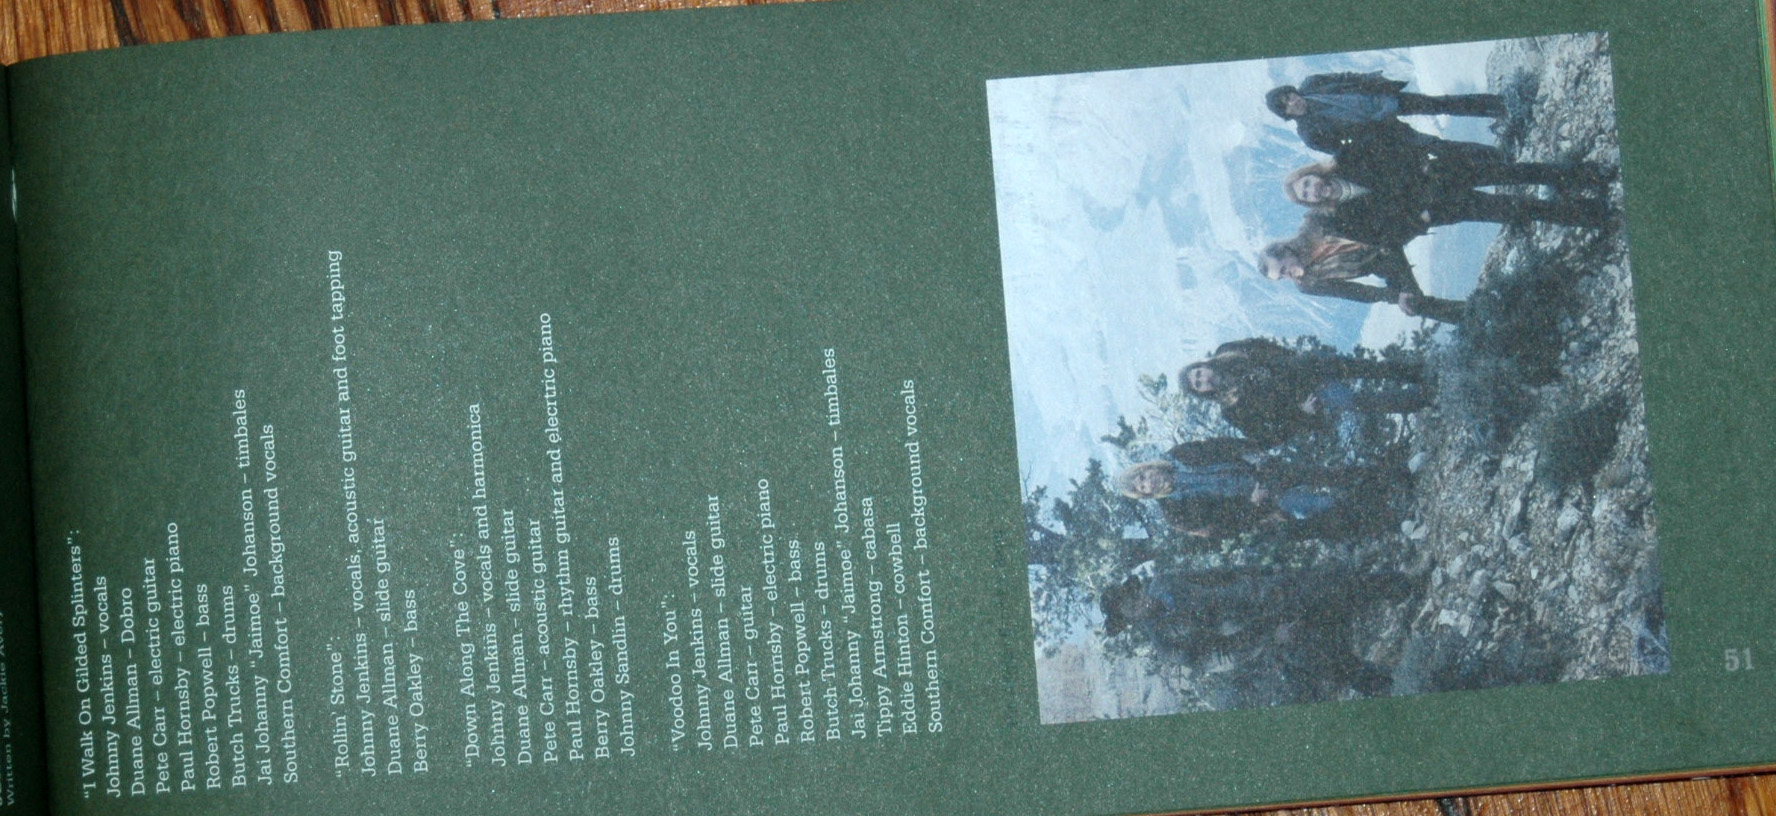 Written by Jackie Avery
"I Walk On Gilded Splinters":
Johnny Jenkins – vocals
Duane Allman – Dobro
Pete Carr – electric guitar
Paul Hornsby – electric piano
Robert Popwell – bass
Butch Trucks – drums
Jai Johanny "Jaimoe" Johanson – timbales
Southern Comfort – background vocals
"Rollin' Stone":
Johnny Jenkins – vocals, acoustic guitar and foot tapping
Duane Allman – slide guitar
Berry Oakley – bass
"Down Along The Cove":
Johnny Jenkins – vocals and harmonica
Duane Allman – slide guitar
Pete Carr – acoustic guitar
Paul Hornsby – rhythm guitar and elecrtric piano
Berry Oakley – bass
Johnny Sandlin – drums
"Voodoo In You":
Johnny Jenkins – vocals
Duane Allman – slide guitar
Pete Carr – guitar
Paul Hornsby – electric piano
Robert Popwell – bass
Butch Trucks – drums
Jai Johanny "Jaimoe" Johanson – timbales
Tippy Armstrong – cabasa
Eddie Hinton – cowbell
Southern Comfort – background vocals
51